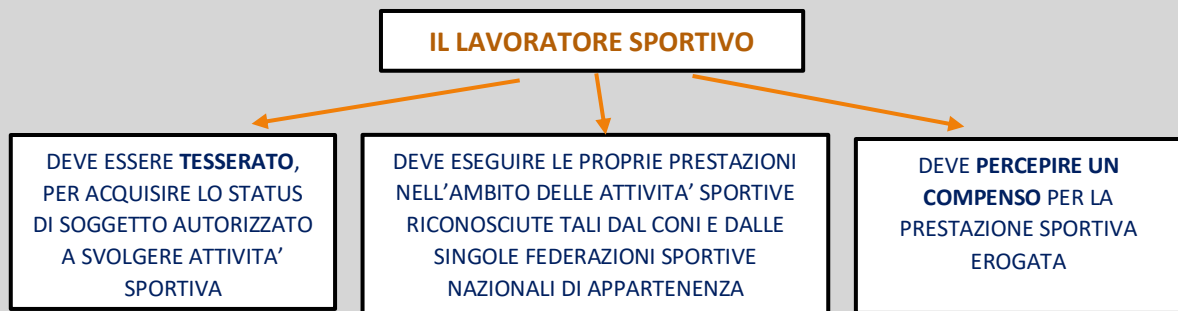 IL LAVORATORE SPORTIVO
DEVE ESSERE TESSERATO,
PER ACQUISIRE LO STATUS
DI SOGGETTO AUTORIZZATO
A SVOLGERE ATTIVITA’
SPORTIVA
DEVE ESEGUIRE LE PROPRIE PRESTAZIONI
NELL’AMBITO DELLE ATTIVITA’ SPORTIVE
RICONOSCIUTE TALI DAL CONI E DALLE
SINGOLE FEDERAZIONI SPORTIVE
NAZIONALI DI APPARTENENZA
DEVE PERCEPIRE UN
COMPENSO PER LA
PRESTAZIONE SPORTIVA
EROGATA